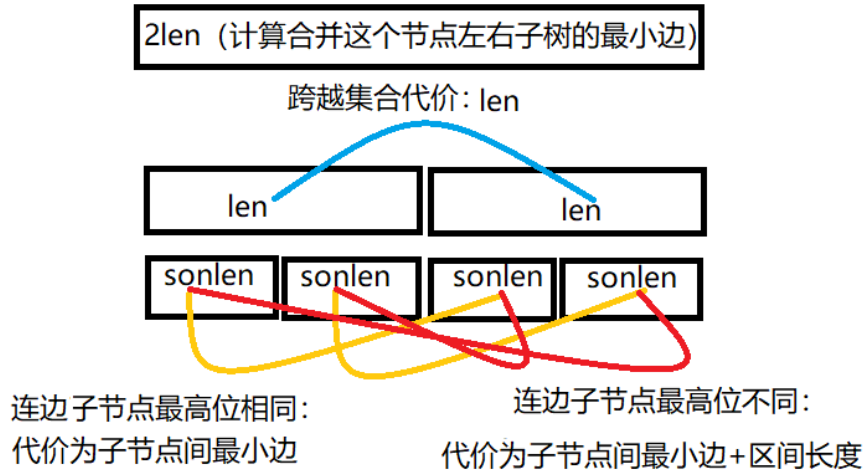 2len（计算合并这个节点左右子树的最小边）
跨越集合代价：len
len
len
sonlen
sonlen
sonlen
sonlen
连边子节点最高位相同：
代价为子节点间最小边
连边子节点最高位不同：
代价为子节点间最小边+区间长度